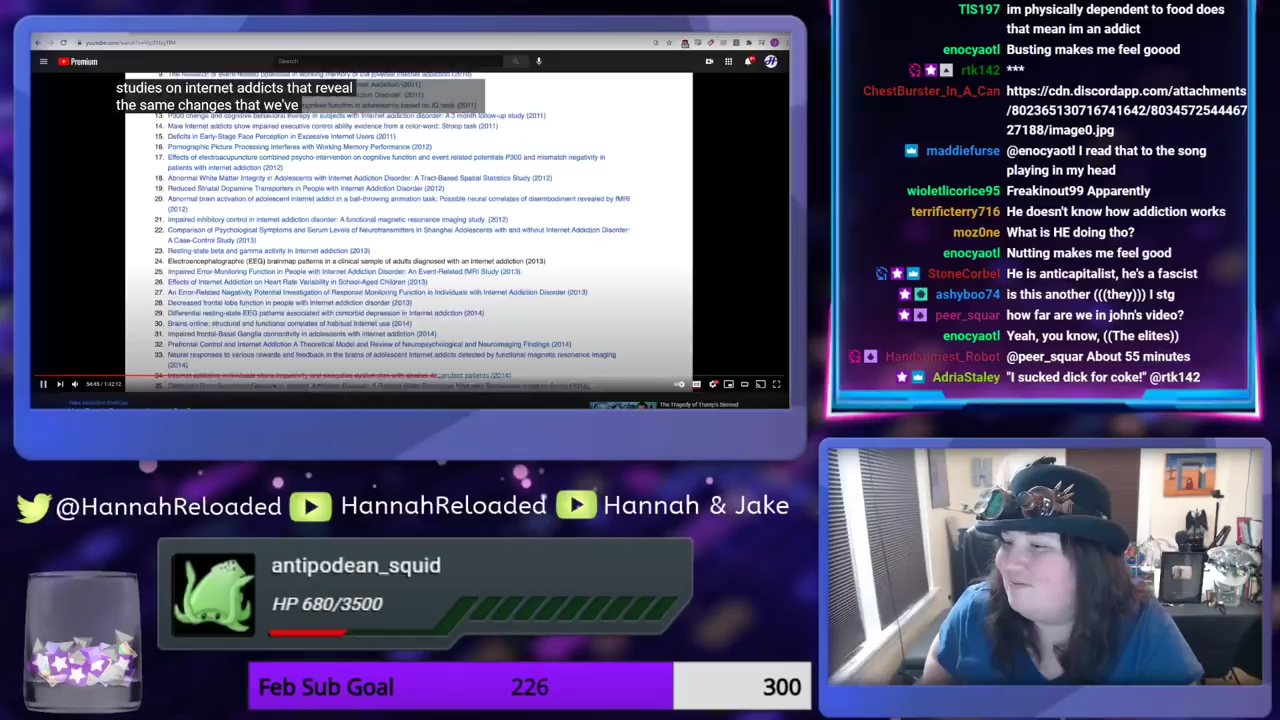 Premium
Search
studies on internet addicts that reveal
the same changes that we've
13. P300 change and cognitive behavioral therapy in subjects with Internet addiction disorder: A 3 month follow-up study (2011)
14. Male Internet addicts show impaired executive control ability evidence from a color-word: Stroop task (2011)
15. Deficits in Early-Stage Face Perception in Excessive Internet Users (2011)
16. Pornographic Picture Processing Interferes with Working Memory Performance (2012)
17. Effects of electroacupuncture combined psycho-intervention on cognitive function and event related potentials P300 and mismatch negativity in
patients with internet addiction (2012)
18. Abnormal White Matter Integrity in Adolescents with Internet Addiction Disorder: A Tract-Based Spatial Statistics Study (2012)
19. Reduced Striatal Dopamine Transporters in People with Internet Addiction Disorder (2012)
20. Abnormal brain activation of adolescent internet addict in a ball-throwing animation task: Possible neural correlates of disembodiment revealed by fMRI
(2012)
21. Impaired inhibitory control in internet addiction disorder: A functional magnetic resonance imaging study. (2012)
22. Comparison of Psychological Symptoms and Serum Levels of Neurotransmitters in Shanghai Adolescents with and without Internet Addiction Disorder:
A Case-Control Study (2013)
23. Resting-state beta and gamma activity in Internet addiction (2013)
24. Electroencephalographic (EEG) brainmap patterns in a clinical sample of adults diagnosed with an internet addiction (2013)
25. Impaired Error-Monitoring Function in People with Internet Addiction Disorder: An Event-Related fMRI Study (2013).
26. Effects of Internet Addiction on Heart Rate Variability in School-Aged Children (2013)
27. An Error-Related Negativity Potential Investigation of Response Monitoring Function in Individuals with Internet Addiction Disorder (2013)
28. Decreased frontal lobe function in people with Internet addiction disorder (2013)
29. Differential resting-state EEG patterns associated with comorbid depression in Internet addiction (2014)
30. Brains online: structural and functional correlates of habitual Internet use (2014)
31. Impaired frontal-Basal Ganglia connectivity in adolescents with internet addiction (2014)
32. Prefrontal Control and Internet Addiction A Theoretical Model and Review of Neuropsychological and Neuroimaging Findings (2014)
33. Neural responses to various rewards and feedback in the brains of adolescent Internet addicts detected by functional magnetic resonance imaging
(2014)
54:45 / 1:42:12
The Tragedy of Trump's Second
TIS197 im physically dependent to food does
that mean im an addict
enocyaotl Busting makes me feel goood
rtk142 ***
ChestBurster_In_A_Can https://cdn.discordapp.com/attachments
27168/image0.jpg
maddiefurse @enocyaotl I read that to the song
paying in my head
wioletlicorice95 Freaknout99 Apparently
terrificterry716 He doesn't know how addiction works
moz0ne What is HE doing tho?
enocyaotl Nutting makes me feel good
StoneCorbel He is anticapitalist, he's a fascist
ashyboo74 is this another (((they))) I stg
peer_squar how far are we in john's video?
enocyaotl Yeah, you know, ((THEM)))
Handsomest_Robot @peer_squar About 55 minutes
AdriaStaley "I asked my mate Dave!" @moz0ne
@HannahReloaded HannahReloaded Hannah & Jake
antipodean_squid
HP 680/3500
Feb Sub Goal 226 300